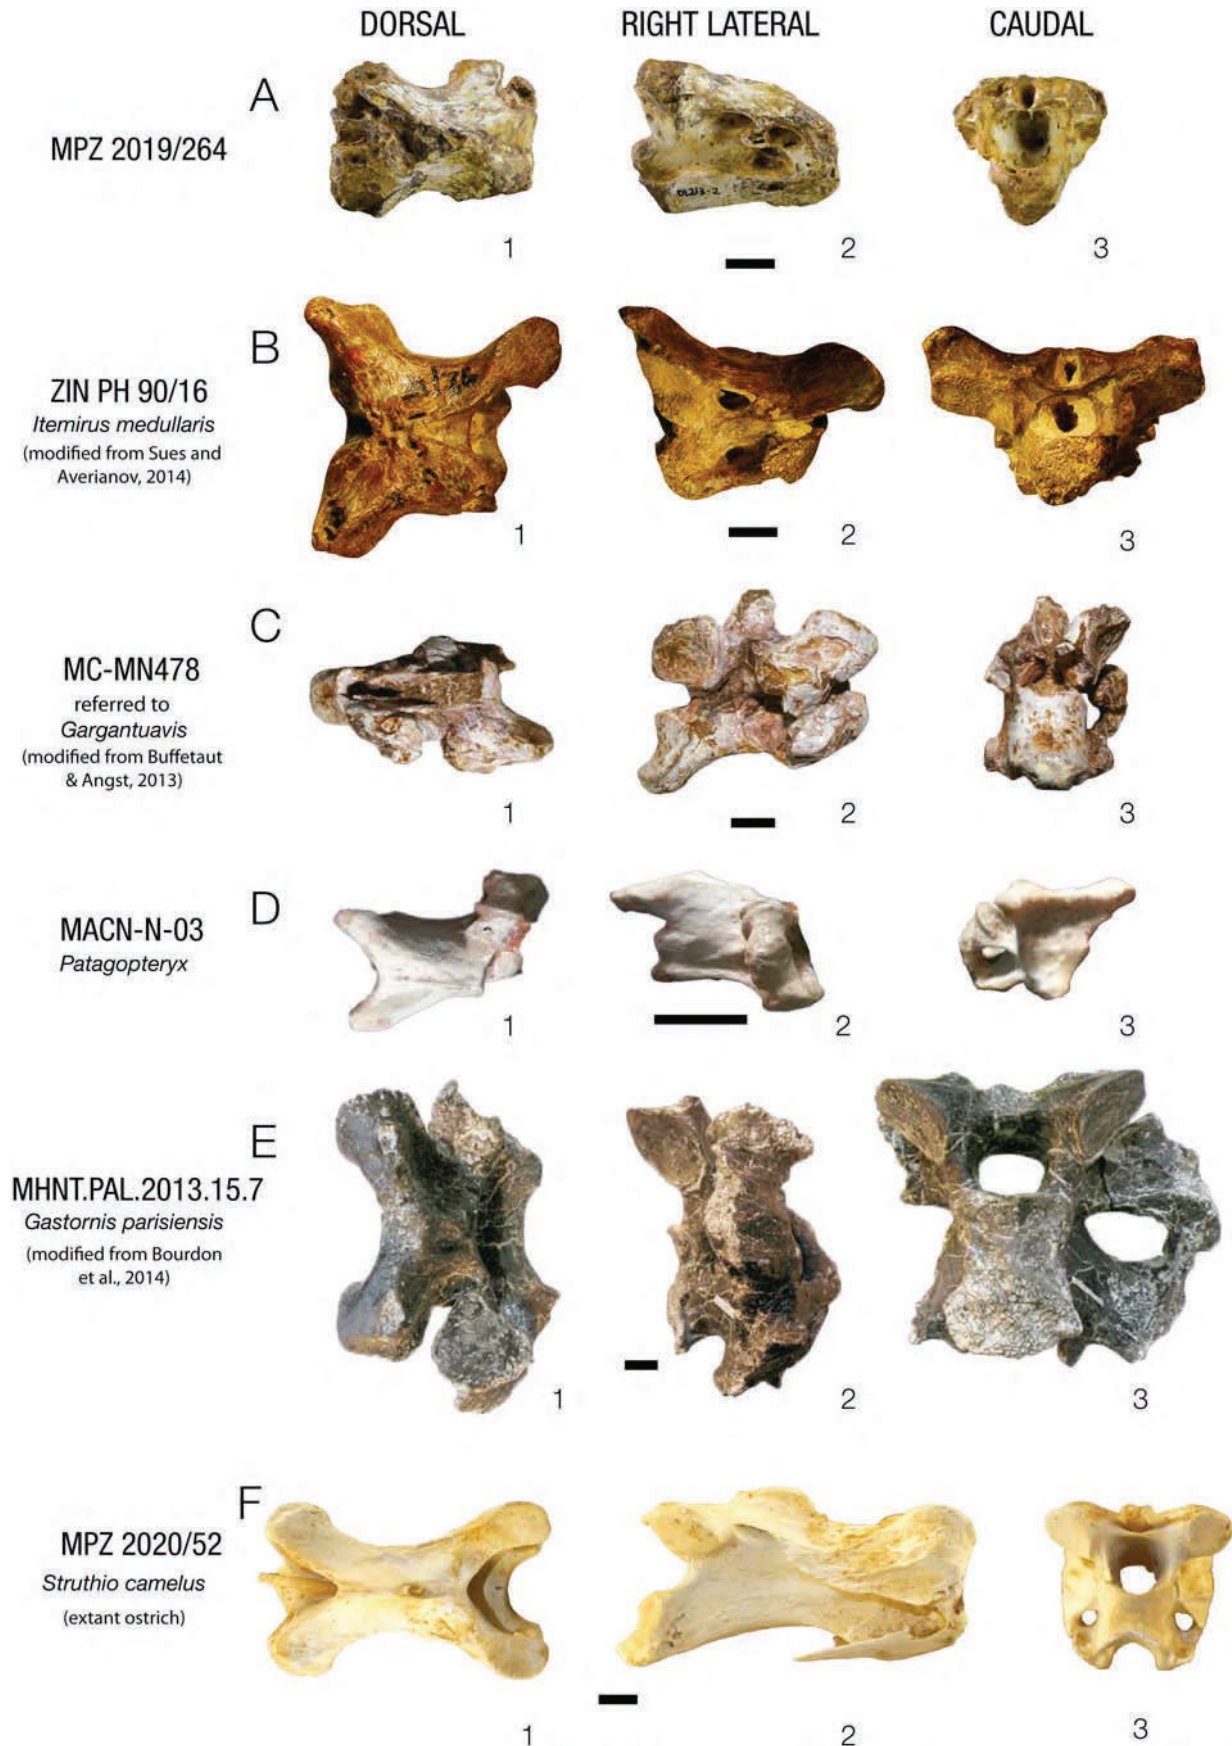 DORSAL RIGHT LATERAL CAUDAL
A
MPZ 2019/264
DL213-2
1 2 3
B
ZIN PH 90/16
Itemirus medullaris
(modified from Sues and
Averianov, 2014)
1 2 3
C
MC-MN478
referred to
Gargantuavis
(modified from Buffetaut
& Angst, 2013)
1 2 3
D
MACN-N-03
Patagopteryx
1 2 3
E
MHNT.PAL.2013.15.7
Gastornis parisiensis
(modified from Bourdon
et al., 2014)
1 2 3
F
MPZ 2020/52
Struthio camelus
(extant ostrich)
1 2 3